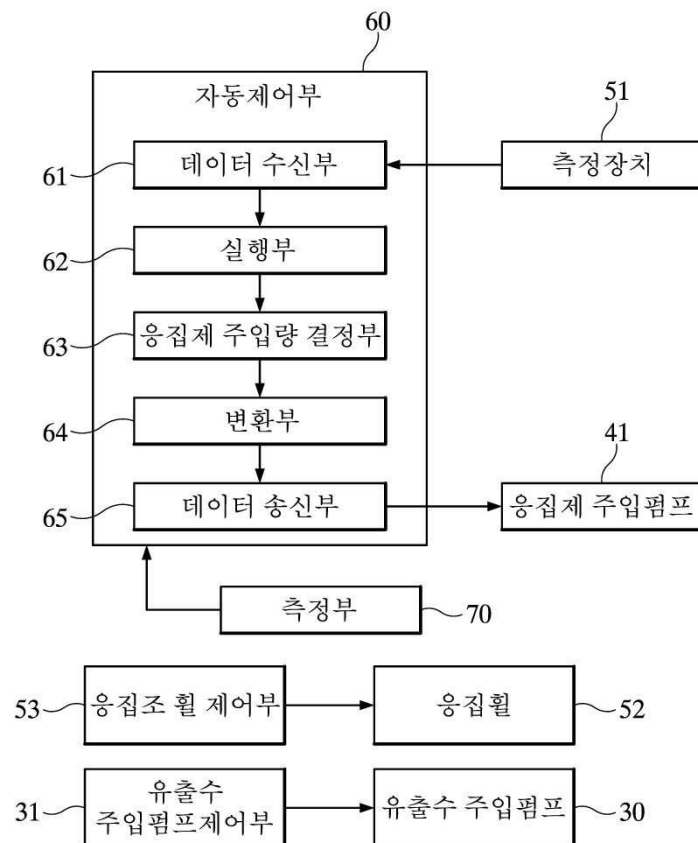 60
자동제어부
51
61
데이터 수신부
측정장치
62
실행부
63
응집제 주입량 결정부
64
변환부
41
65
데이터 송신부
응집제 주입펌프
측정부
70
53
응집조 휠 제어부
응집휠
52
31
유출수
주입펌프제어부
유출수 주입펌프
30